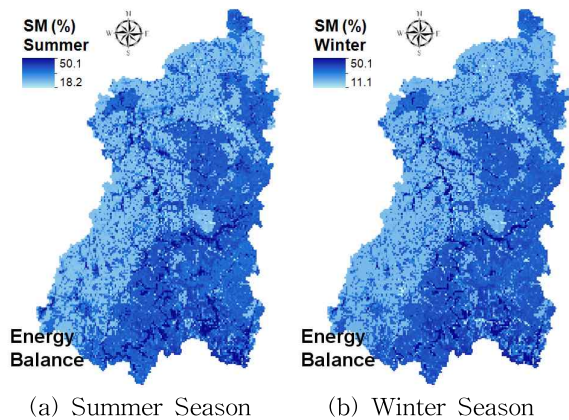 SM (%)
Summer
50.1
18.2
N
W E
S
Energy
Balance
(a) Summer Season
SM (%)
Winter
50.1
11.1
N
W E
S
Energy
Balance
(b) Winter Season